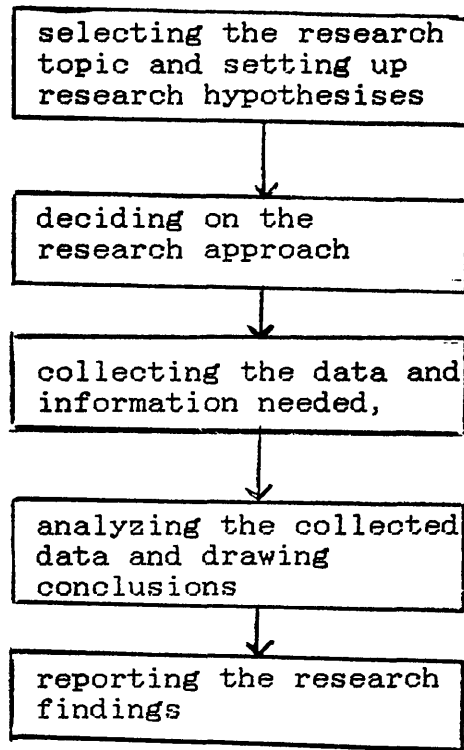 selecting the research
topic and setting up
research hypothesises
deciding on the
research approach
collecting the data and
information needed,
analyzing the collected
data and drawing
conclusions
reporting the research
findings